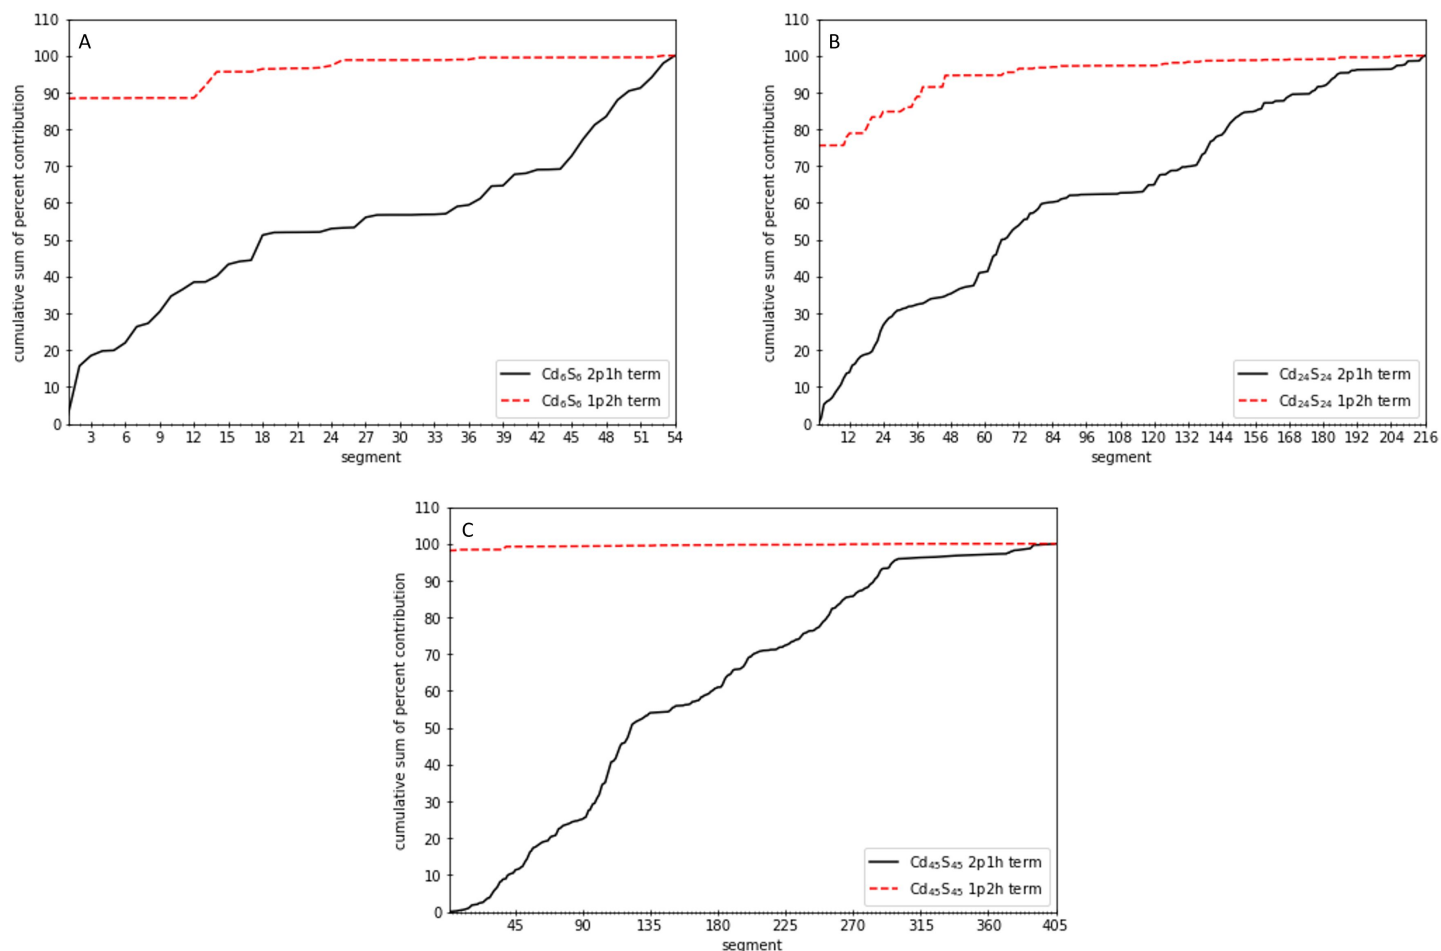 A
cumulative sum of percent contribution
110
100
90
80
70
60
50
40
30
20
10
0
Cd₆S₆ 2p1h term
Cd₆S₆ 1p2h term
3 6 9 12 15 18 21 24 27 30 33 36 39 42 45 48 51 54
segment
B
cumulative sum of percent contribution
110
100
90
80
70
60
50
40
30
20
10
0
Cd₂₄S₂₄ 2p1h term
Cd₂₄S₂₄ 1p2h term
12 24 36 48 60 72 84 96 108 120 132 144 156 168 180 192 204 216
segment
C
cumulative sum of percent contribution
110
100
90
80
70
60
50
40
30
20
10
0
Cd₄₅S₄₅ 2p1h term
Cd₄₅S₄₅ 1p2h term
45 90 135 180 225 270 315 360 405
segment